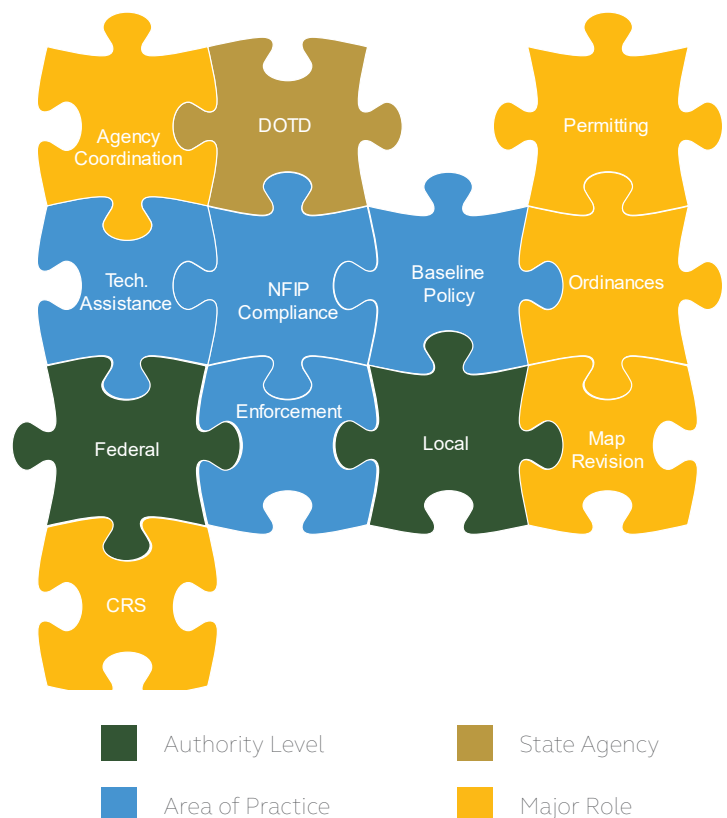 Agency
Coordination
DOTD
Permitting
Tech.
Assistance
NFIP
Compliance
Baseline
Policy
Ordinances
Federal
Enforcement
Local
Map
Revision
CRS
Authority Level
State Agency
Area of Practice
Major Role